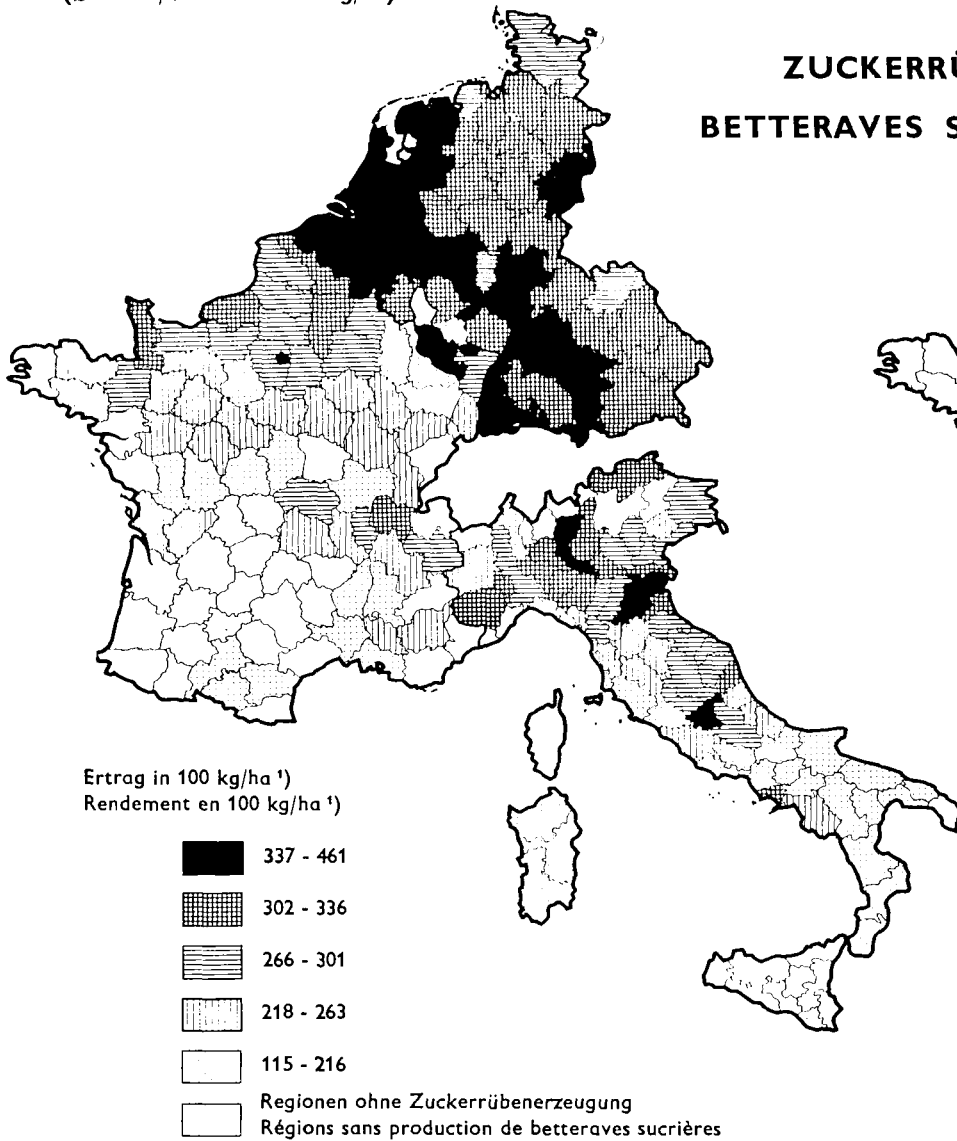 ZUCKERRÜ
BETTERAVES S
Ertrag in 100 kg/ha ¹)
Rendement en 100 kg/ha ¹)
337 - 461
302 - 336
266 - 301
218 - 263
115 - 216
Regionen ohne Zuckerrübenerzeugung
Régions sans production de betteraves sucrières